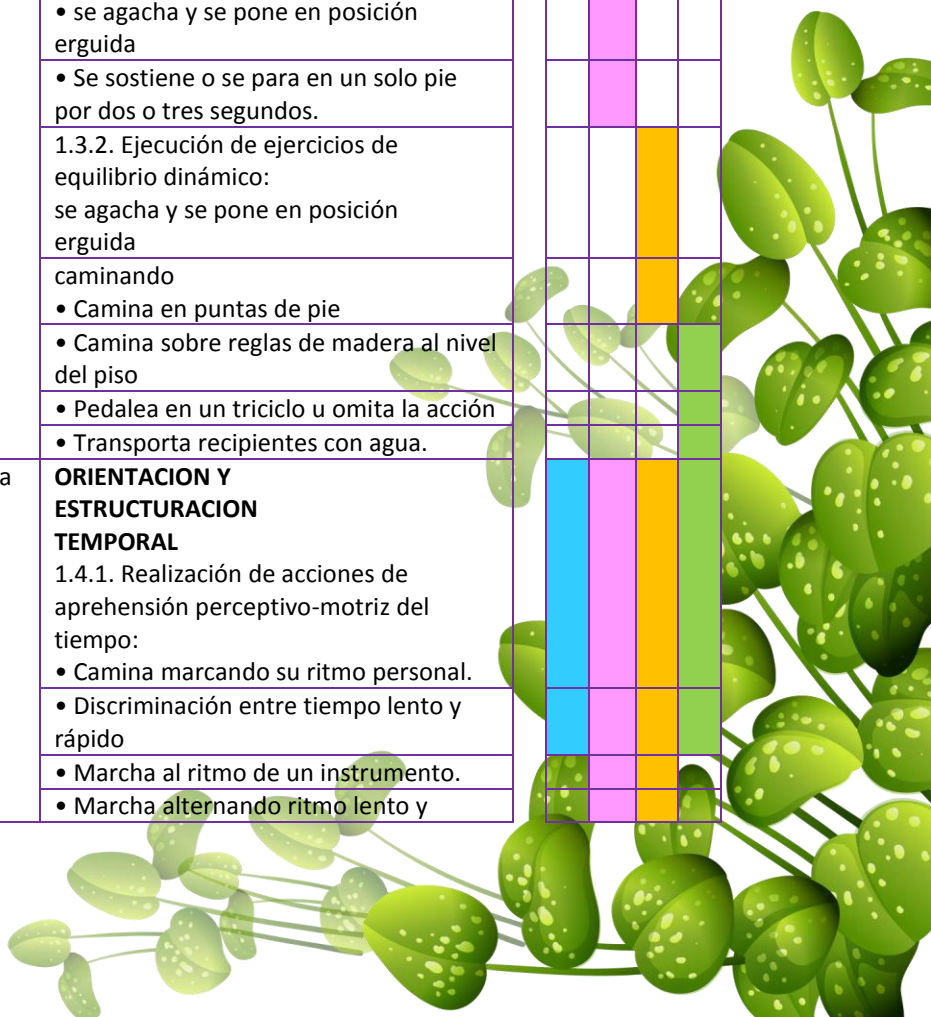 • se agacha y se pone en posición
erguida
• Se sostiene o se para en un solo pie
por dos o tres segundos.
1.3.2. Ejecución de ejercicios de
equilibrio dinámico:
se agacha y se pone en posición
erguida
caminando
• Camina en puntas de pie
• Camina sobre reglas de madera al nivel
del piso
• Pedalea en un triciclo u omita la acción
• Transporta recipientes con agua.
a
ORIENTACION Y
ESTRUCTURACION
TEMPORAL
1.4.1. Realización de acciones de
aprehensión perceptivo-motriz del
tiempo:
• Camina marcando su ritmo personal.
• Discriminación entre tiempo lento y
rápido
• Marcha al ritmo de un instrumento.
• Marcha alternando ritmo lento y